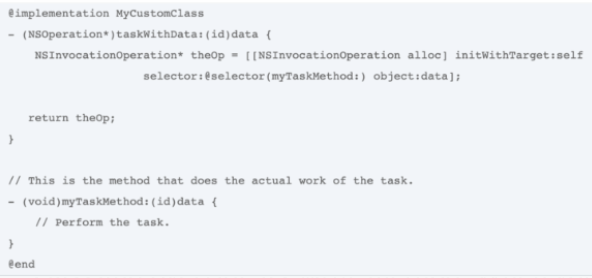 @implementation MyCustomClass
- (NSOperation*)taskWithData:(id)data {
NSInvocationOperation* theOp = [[NSInvocationOperation alloc] initWithTarget:self
selector:@selector(myTaskMethod:) object:data];
return theOp;
}
// This is the method that does the actual work of the task.
- (void)myTaskMethod:(id)data {
// Perform the task.
}
@end